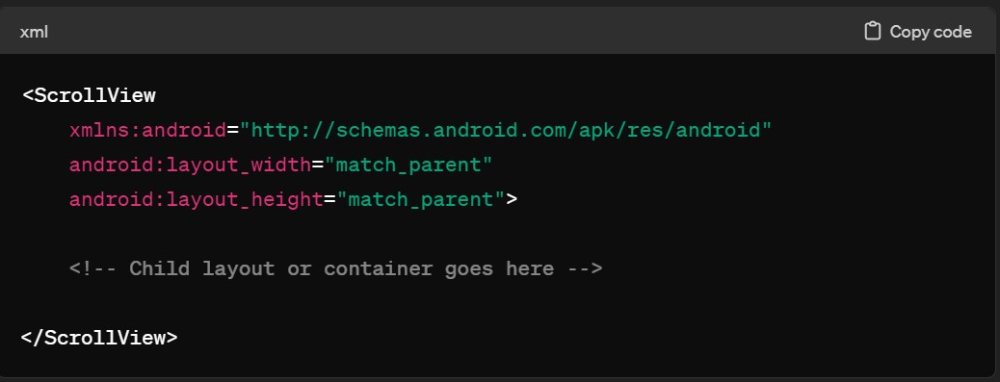 xml
Copy code
<ScrollView
    xmlns:android="http://schemas.android.com/apk/res/android"
    android:layout_width="match_parent"
    android:layout_height="match_parent">
    <!-- Child layout or container goes here -->
</ScrollView>